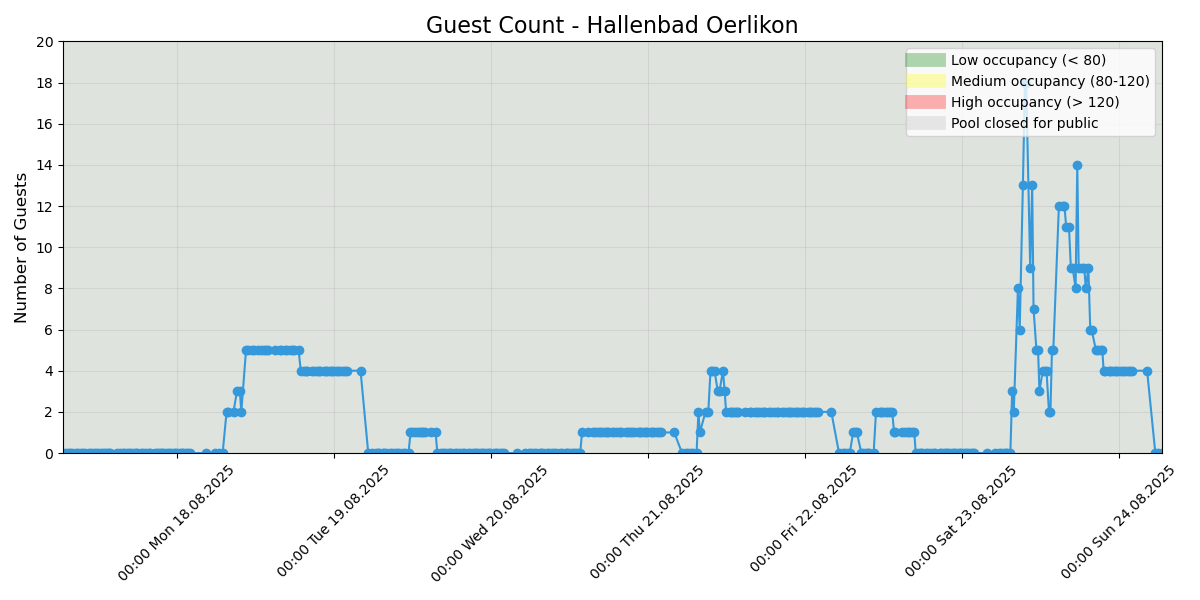 Guest Count - Hallenbad Oerlikon
Number of Guests
20
18
16
14
12
10
8
6
4
2
0
Low occupancy (< 80)
Medium occupancy (80-120)
High occupancy (> 120)
Pool closed for public
00:00 Mon 18.08.2025
00:00 Tue 19.08.2025
00:00 Wed 20.08.2025
00:00 Thu 21.08.2025
00:00 Fri 22.08.2025
00:00 Sat 23.08.2025
00:00 Sun 24.08.2025